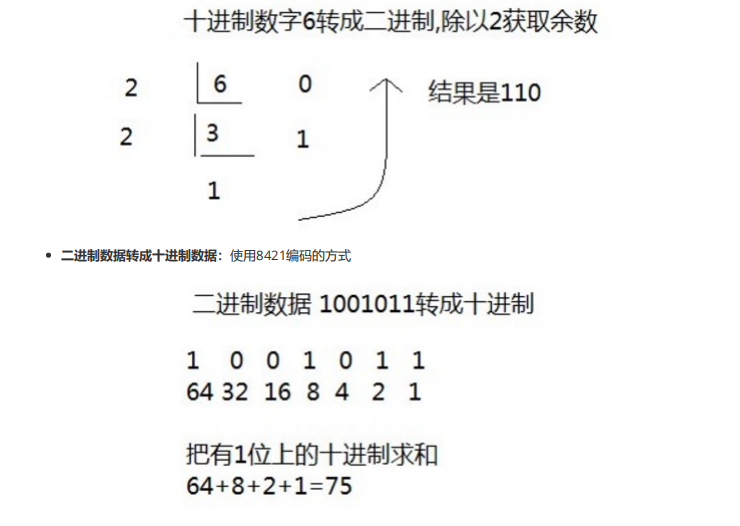 十进制数字6转成二进制,除以2获取余数
2 6 0 结果是110
2 3 1
1
二进制数据转成十进制数据：使用8421编码的方式
二进制数据 1001011转成十进制
1 0 0 1 0 1 1
64 32 16 8 4 2 1
把有1位上的十进制求和
64+8+2+1=75